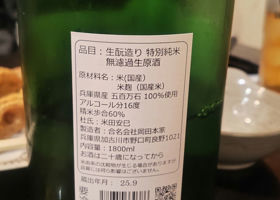 品目：生酛造り 特別純米
無濾過生原酒
原材料名：米(国産)
米麹（国産米）
兵庫県産 五百万石 100%使用
アルコール分16度
精米歩合60%
杜氏：米田安巳
製造者：合名会社岡田本家
兵庫県加古川市野口町良野1021
内容量：1800ml
お酒は二十歳になってから
蔵出年月：25.9